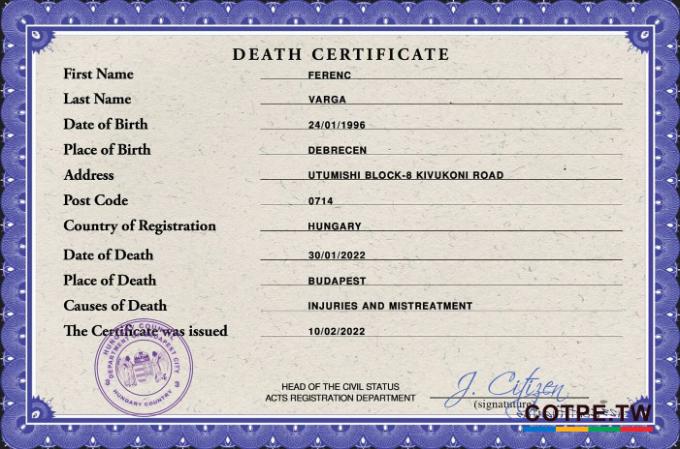 DEATH CERTIFICATE
First Name FERENC
Last Name VARGA
Date of Birth 24/01/1996
Place of Birth DEBRECEN
Address UTUMISHI BLOCK-8 KIVUKONI ROAD
Post Code 0714
Country of Registration HUNGARY
Date of Death 30/01/2022
Place of Death BUDAPEST
Causes of Death INJURIES AND MISTREATMENT
The Certificate was issued 10/02/2022
HUNGARY COUNTRY
DEPARTMENT BUDAPEST CITY
HUNGARY COUNTRY
HEAD OF THE CIVIL STATUS
ACTS REGISTRATION DEPARTMENT
J. Citizen
(signatuture)
COTPE.TW